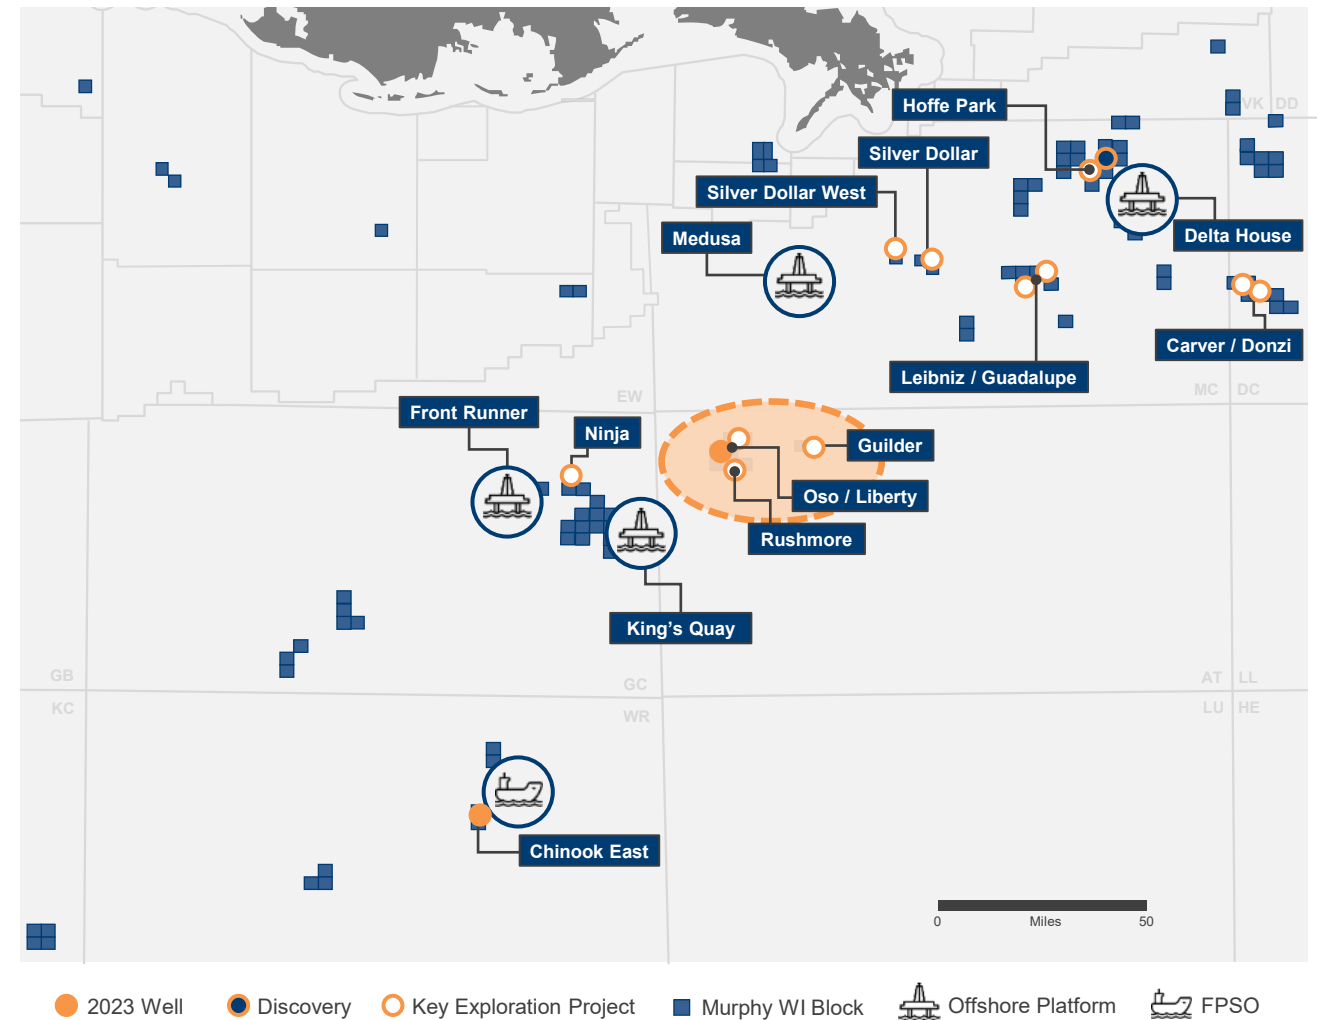 Hoffe Park
VK
DD
Silver Dollar
Silver Dollar West
Medusa
Delta House
Carver / Donzi
Leibniz / Guadalupe
EW
MC
DC
Front Runner
Ninja
Guilder
Oso / Liberty
Rushmore
King's Quay
GB
GC
AT
LL
KC
WR
LU
HE
Chinook East
0
Miles
50
2023 Well
Discovery
Key Exploration Project
Murphy WI Block
Offshore Platform
FPSO